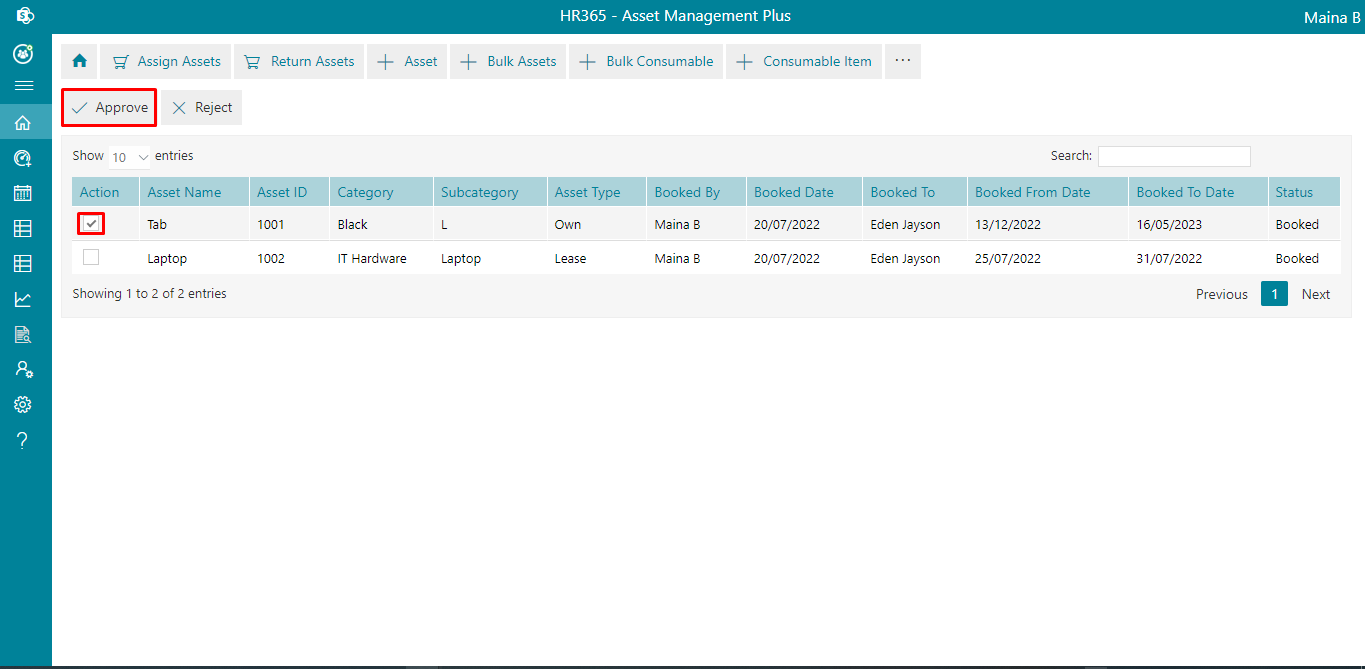 HR365 - Asset Management Plus
Maina B
Assign Assets Return Assets Asset Bulk Assets Bulk Consumable Consumable Item ...
Approve Reject
Show 10 entries Search:
Action Asset Name Asset ID Category Subcategory Asset Type Booked By Booked Date Booked To Booked From Date Booked To Date Status
Tab 1001 Black L Own Maina B 20/07/2022 Eden Jayson 13/12/2022 16/05/2023 Booked
Laptop 1002 IT Hardware Laptop Lease Maina B 20/07/2022 Eden Jayson 25/07/2022 31/07/2022 Booked
Showing 1 to 2 of 2 entries Previous 1 Next